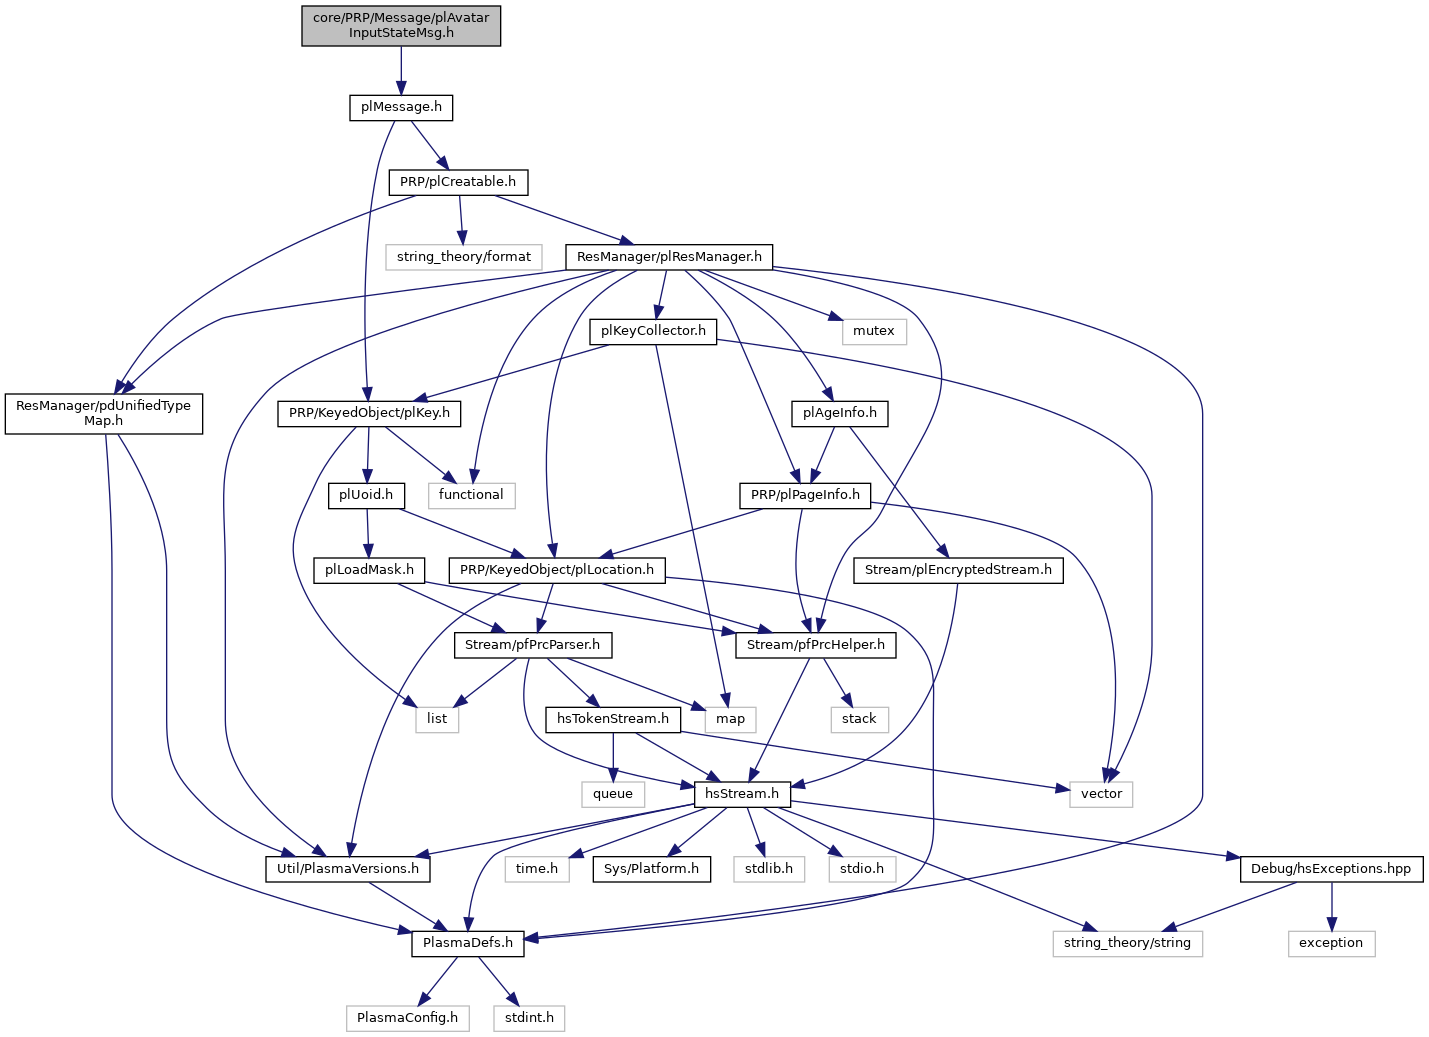 core/PRP/Message/plAvatar
InputStateMsg.h
plMessage.h
PRP/plCreatable.h
string_theory/format
ResManager/plResManager.h
plKeyCollector.h
mutex
ResManager/pdUnifiedType
Map.h
PRP/KeyedObject/plKey.h
plAgeInfo.h
plUoid.h
functional
PRP/plPageInfo.h
plLoadMask.h
PRP/KeyedObject/plLocation.h
Stream/plEncryptedStream.h
Stream/pfPrcParser.h
Stream/pfPrcHelper.h
list
hsTokenStream.h
map
stack
queue
hsStream.h
vector
Util/PlasmaVersions.h
time.h
Sys/Platform.h
stdlib.h
stdio.h
Debug/hsExceptions.hpp
PlasmaDefs.h
string_theory/string
exception
PlasmaConfig.h
stdint.h